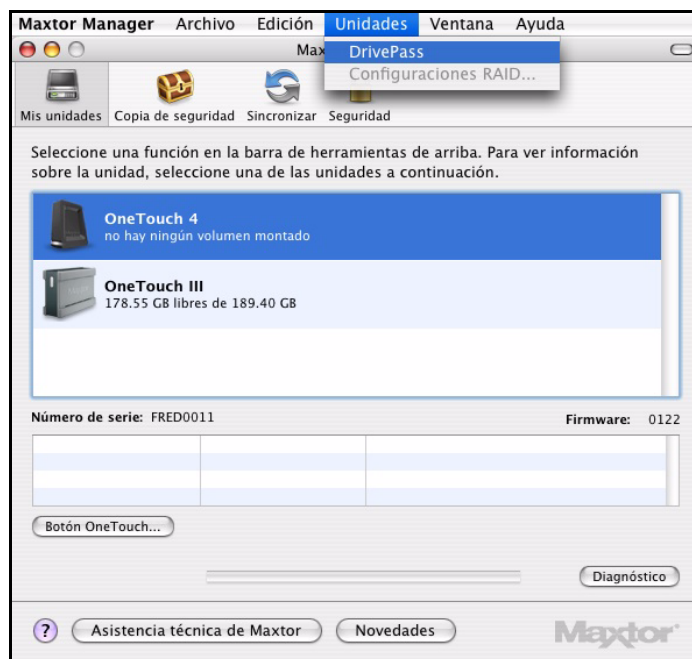 Maxtor Manager Archivo Edición Unidades Ventana Ayuda
Max
DrivePass
Configuraciones RAID...
Mis unidades Copia de seguridad Sincronizar Seguridad
Seleccione una función en la barra de herramientas de arriba. Para ver información
sobre la unidad, seleccione una de las unidades a continuación.
OneTouch 4
no hay ningún volumen montado
OneTouch III
178.55 GB libres de 189.40 GB
Número de serie: FRED0011 Firmware: 0122
Botón OneTouch...
Diagnóstico
? Asistencia técnica de Maxtor Novedades Maxtor